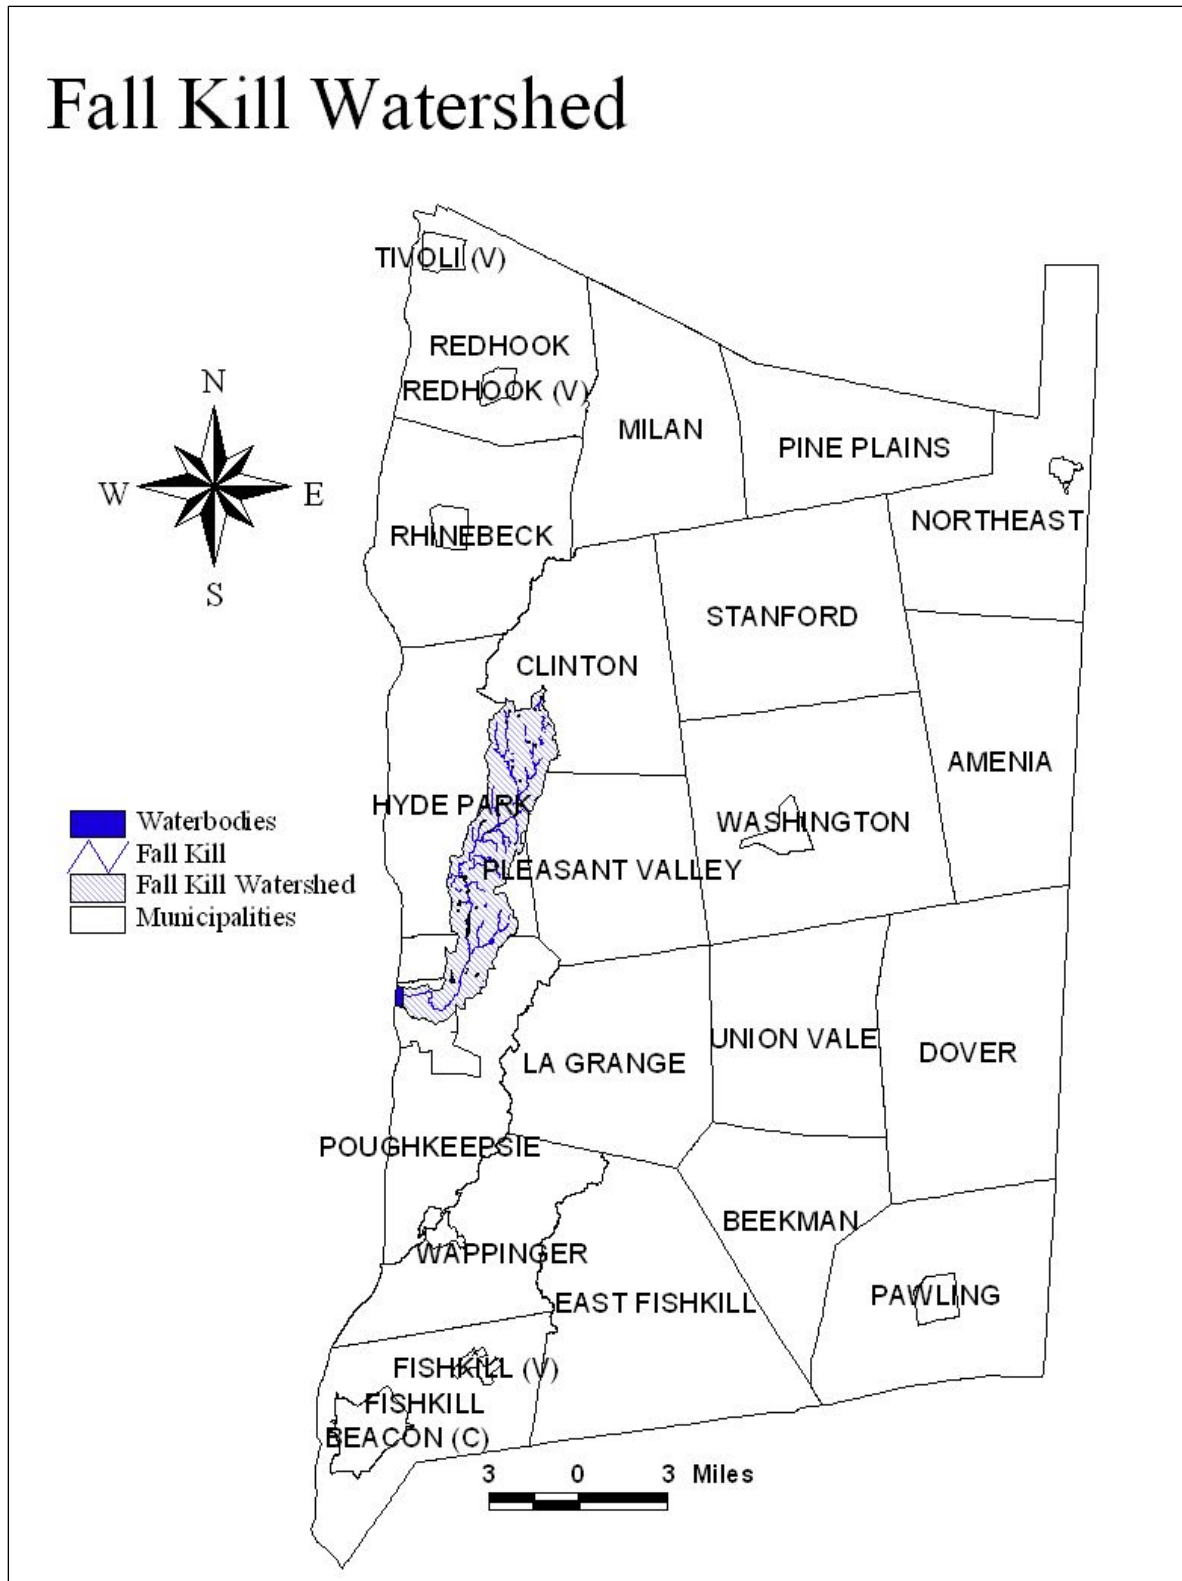 Fall Kill Watershed
TIVOLI (V)
REDHOOK
REDHOOK (V)
MILAN
PINE PLAINS
N
W
E
S
NORTHEAST
RHINEBECK
STANFORD
CLINTON
AMENIA
HYDE PARK
WASHINGTON
PLEASANT VALLEY
Waterbodies
Fall Kill
Fall Kill Watershed
Municipalities
UNION VALE
DOVER
LA GRANGE
POUGHKEEPSIE
BEEKMAN
WAPPINGER
EAST FISHKILL
PAWLING
FISHKILL (V)
FISHKILL
BEACON (C)
3 0 3 Miles